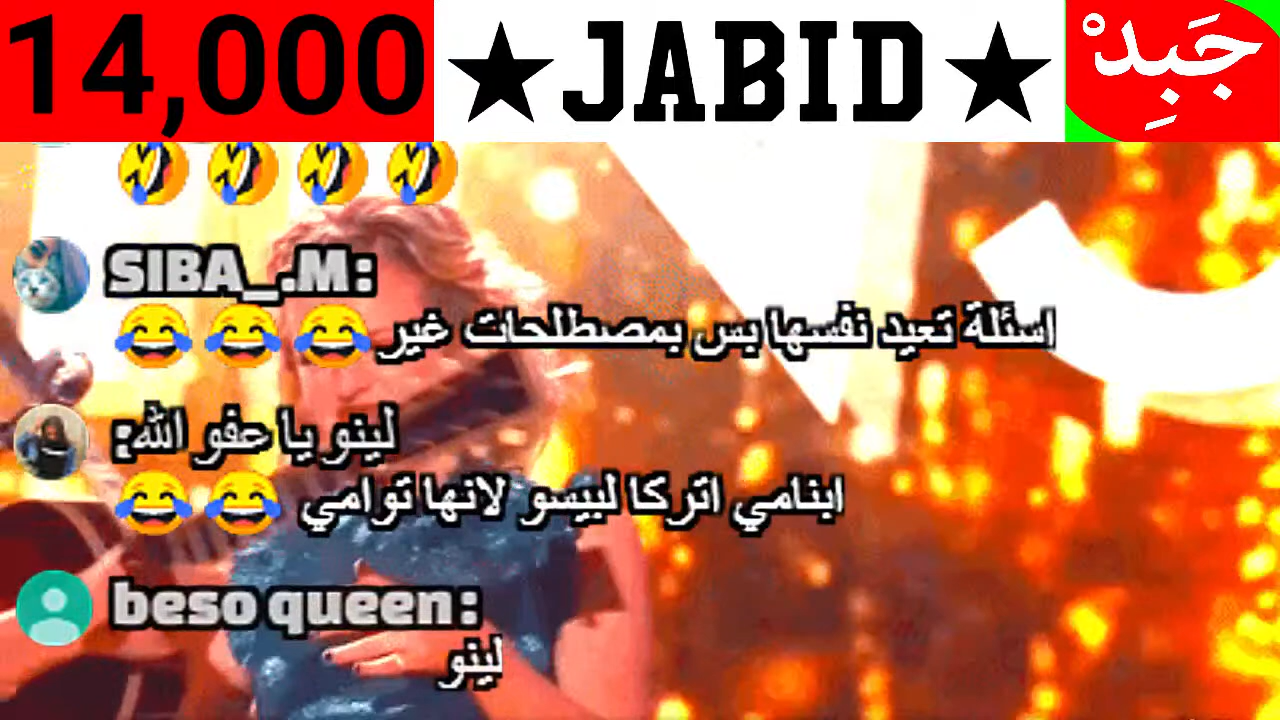 14,000 ★JABID★ جَبِدْ
🤣🤣🤣🤣
SIBA_.M:
اسئلة تعيد نفسها بس بمصطلحات غير😂😂😂
لينو يا عفو الله:
ابنامي اتركا لبيسو لانها توامي 😂😂
beso queen:
لينو